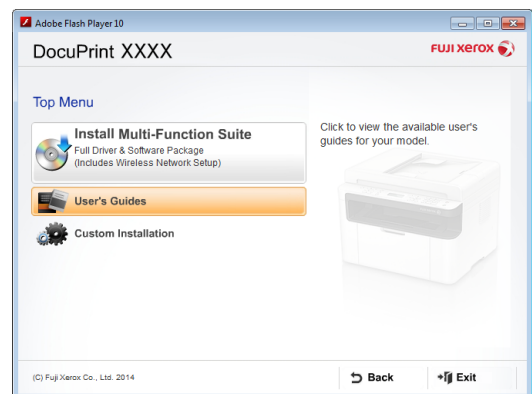 Adobe Flash Player 10
DocuPrint XXXX
FUJI xerox
Top Menu
Install Multi-Function Suite
Full Driver & Software Package
(Includes Wireless Network Setup)
User's Guides
Custom Installation
Click to view the available user's
guides for your model.
(C) Fuji Xerox Co., Ltd. 2014
Back
Exit